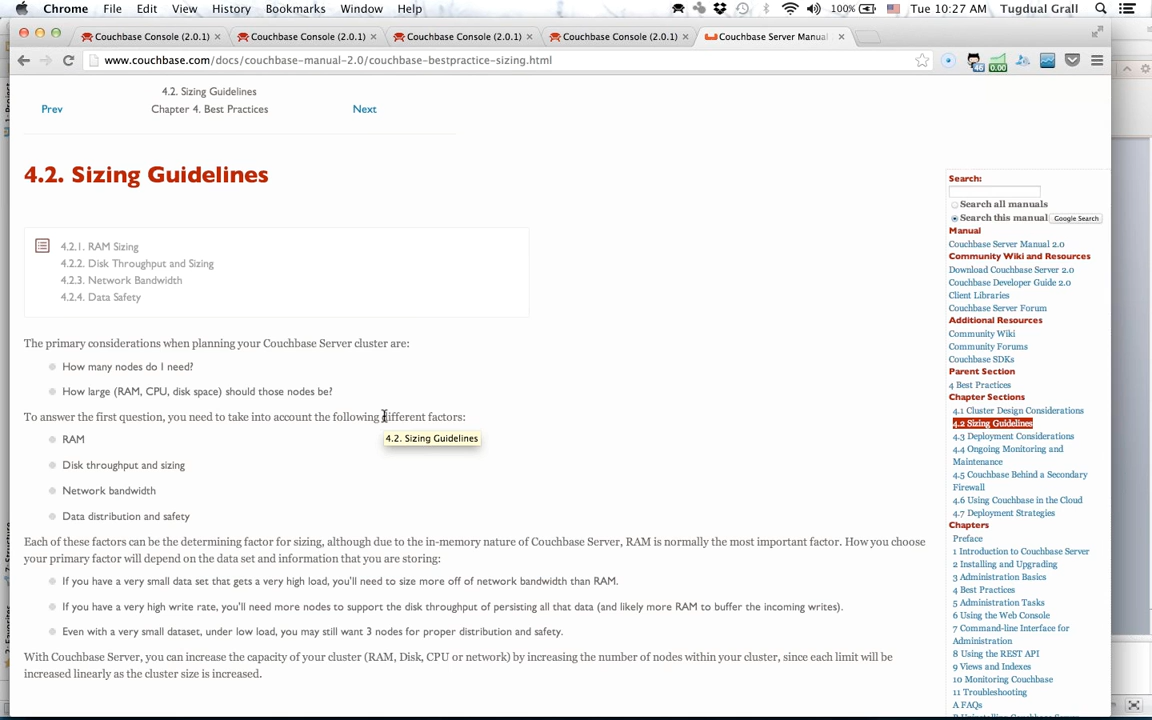 Chrome File Edit View History Bookmarks Window Help 100% Tue 10:27 AM Tugdual Grall
Couchbase Console (2.0.1) × Couchbase Console (2.0.1) × Couchbase Console (2.0.1) × Couchbase Console (2.0.1) × Couchbase Server Manual ×
www.couchbase.com/docs/couchbase-manual-2.0/couchbase-bestpractice-sizing.html
0.00
4.2. Sizing Guidelines
Prev Chapter 4. Best Practices Next
4.2. Sizing Guidelines
4.2.1. RAM Sizing
4.2.2. Disk Throughput and Sizing
4.2.3. Network Bandwidth
4.2.4. Data Safety
The primary considerations when planning your Couchbase Server cluster are:
How many nodes do I need?
How large (RAM, CPU, disk space) should those nodes be?
To answer the first question, you need to take into account the following different factors:
4.2. Sizing Guidelines
RAM
Disk throughput and sizing
Network bandwidth
Data distribution and safety
Each of these factors can be the determining factor for sizing, although due to the in-memory nature of Couchbase Server, RAM is normally the most important factor. How you choose
your primary factor will depend on the data set and information that you are storing:
If you have a very small data set that gets a very high load, you'll need to size more off of network bandwidth than RAM.
If you have a very high write rate, you'll need more nodes to support the disk throughput of persisting all that data (and likely more RAM to buffer the incoming writes).
Even with a very small dataset, under low load, you may still want 3 nodes for proper distribution and safety.
With Couchbase Server, you can increase the capacity of your cluster (RAM, Disk, CPU or network) by increasing the number of nodes within your cluster, since each limit will be
increased linearly as the cluster size is increased.
Search:
Search all manuals
Search this manual Google Search
Manual
Couchbase Server Manual 2.0
Community Wiki and Resources
Download Couchbase Server 2.0
Couchbase Developer Guide 2.0
Client Libraries
Couchbase Server Forum
Additional Resources
Community Wiki
Community Forums
Couchbase SDKs
Parent Section
4 Best Practices
Chapter Sections
4.1 Cluster Design Considerations
4.2 Sizing Guidelines
4.3 Deployment Considerations
4.4 Ongoing Monitoring and
Maintenance
4.5 Couchbase Behind a Secondary
Firewall
4.6 Using Couchbase in the Cloud
4.7 Deployment Strategies
Chapters
Preface
1 Introduction to Couchbase Server
2 Installing and Upgrading
3 Administration Basics
4 Best Practices
5 Administration Tasks
6 Using the Web Console
7 Command-line Interface for
Administration
8 Using the REST API
9 Views and Indexes
10 Monitoring Couchbase
11 Troubleshooting
A FAQs